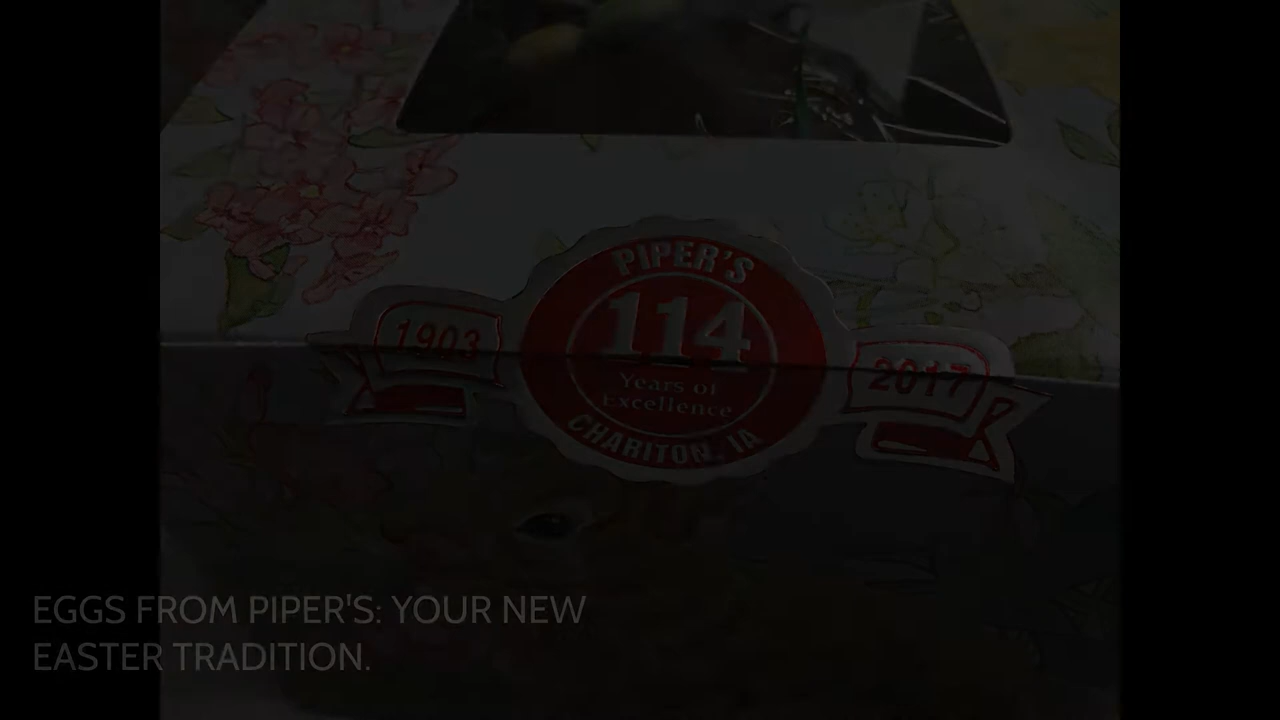 PIPER'S
1903
114
2017
Years of
Excellence
CHARITON, IA
EGGS FROM PIPER'S: YOUR NEW
EASTER TRADITION.